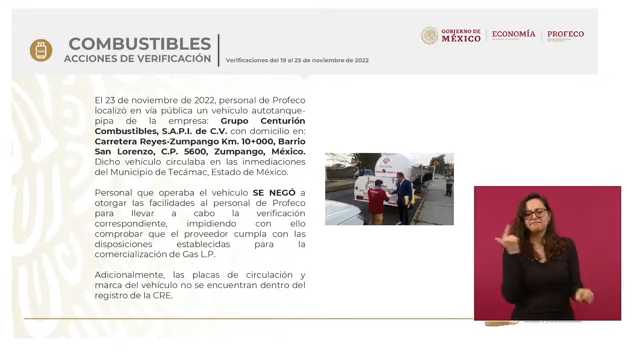 COMBUSTIBLES
ACCIONES DE VERIFICACIÓN
Verificaciones del 19 al 25 de noviembre de 2022
GOBIERNO DE
MÉXICO
ECONOMÍA
PROFECO
El 23 de noviembre de 2022, personal de Profeco
localizó en vía pública un vehículo autotanque-
pipa de la empresa: Grupo Centurión
Combustibles, S.A.P.I. de C.V. con domicilio en:
Carretera Reyes-Zumpango Km. 10+000, Barrio
San Lorenzo, C.P. 5600, Zumpango, México.
Dicho vehículo circulaba en las inmediaciones
del Municipio de Tecámac, Estado de México.
Personal que operaba el vehículo SE NEGÓ a
otorgar las facilidades al personal de Profeco
para llevar a cabo la verificación
correspondiente, impidiendo con ello
comprobar que el proveedor cumpla con las
disposiciones establecidas para la
comercialización de Gas L.P.
Adicionalmente, las placas de circulación y
marca del vehículo no se encuentran dentro del
registro de la CRE.